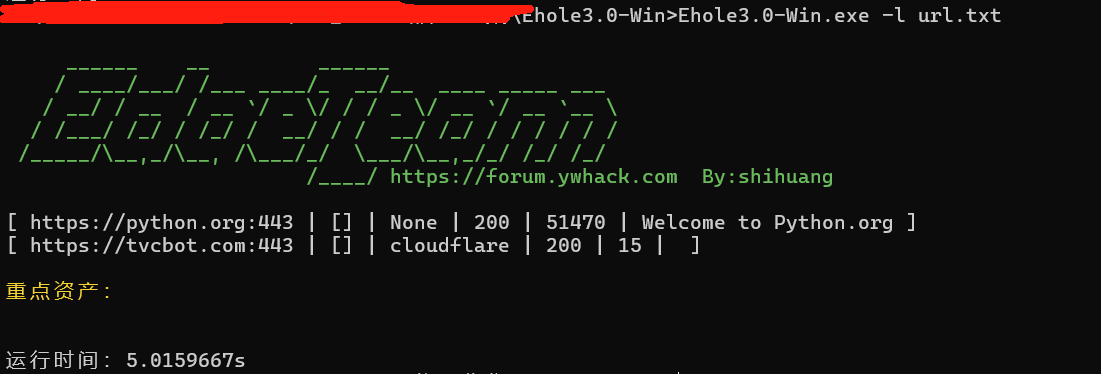 \Ehole3.0-Win>Ehole3.0-Win.exe -l url.txt
EdgeTeam
https://forum.ywhack.com By:shihuang
[ https://python.org:443 | [] | None | 200 | 51470 | Welcome to Python.org ]
[ https://tvcbot.com:443 | [] | cloudflare | 200 | 15 | ]
重点资产:
运行时间: 5.0159667s